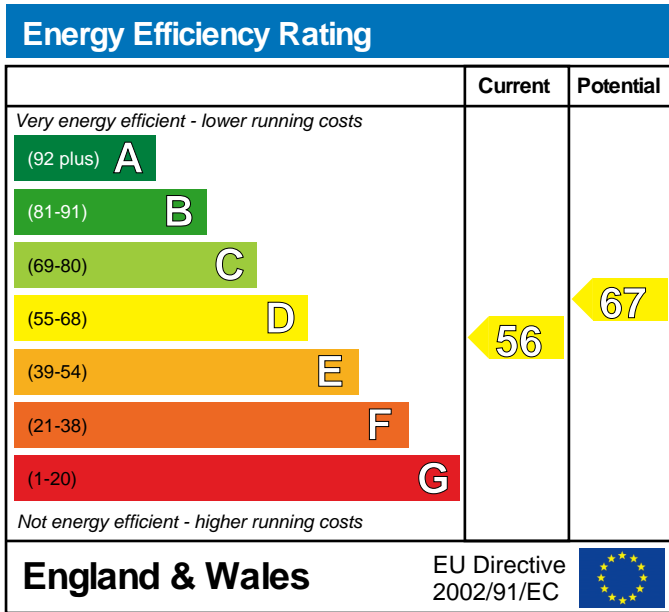 Energy Efficiency Rating
Current Potential
Very energy efficient - lower running costs
(92 plus) A
(81-91) B
(69-80) C
(55-68) D
(39-54) E
(21-38) F
(1-20) G
56
67
Not energy efficient - higher running costs
England & Wales
EU Directive
2002/91/EC